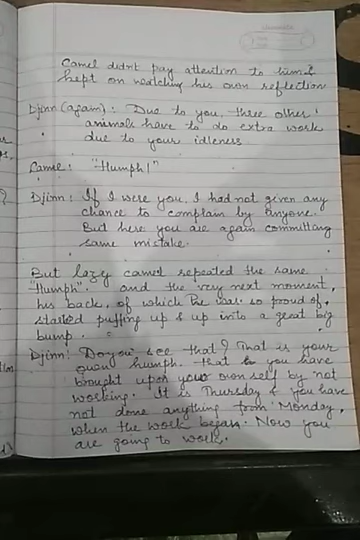 Camel didn't pay attention to him &
kept on watching his own reflection
Djinn (again): Due to you, three other
animals have to do extra work
due to your idleness
Camel: "Humph!"
Djinn: If I were you, I had not given any
chance to complain by anyone.
But here you are again committing
same mistake.
But lazy camel repeated the same
"Humph". and the very next moment,
his back, of which he was so proud of,
started puffing up & up into a great big
bump.
Djinn: Do you see that? That is your
own humph. that you have
brought upon your own self by not
working. It is Thursday & you have
not done anything from Monday,
when the work began. Now you
are going to work.